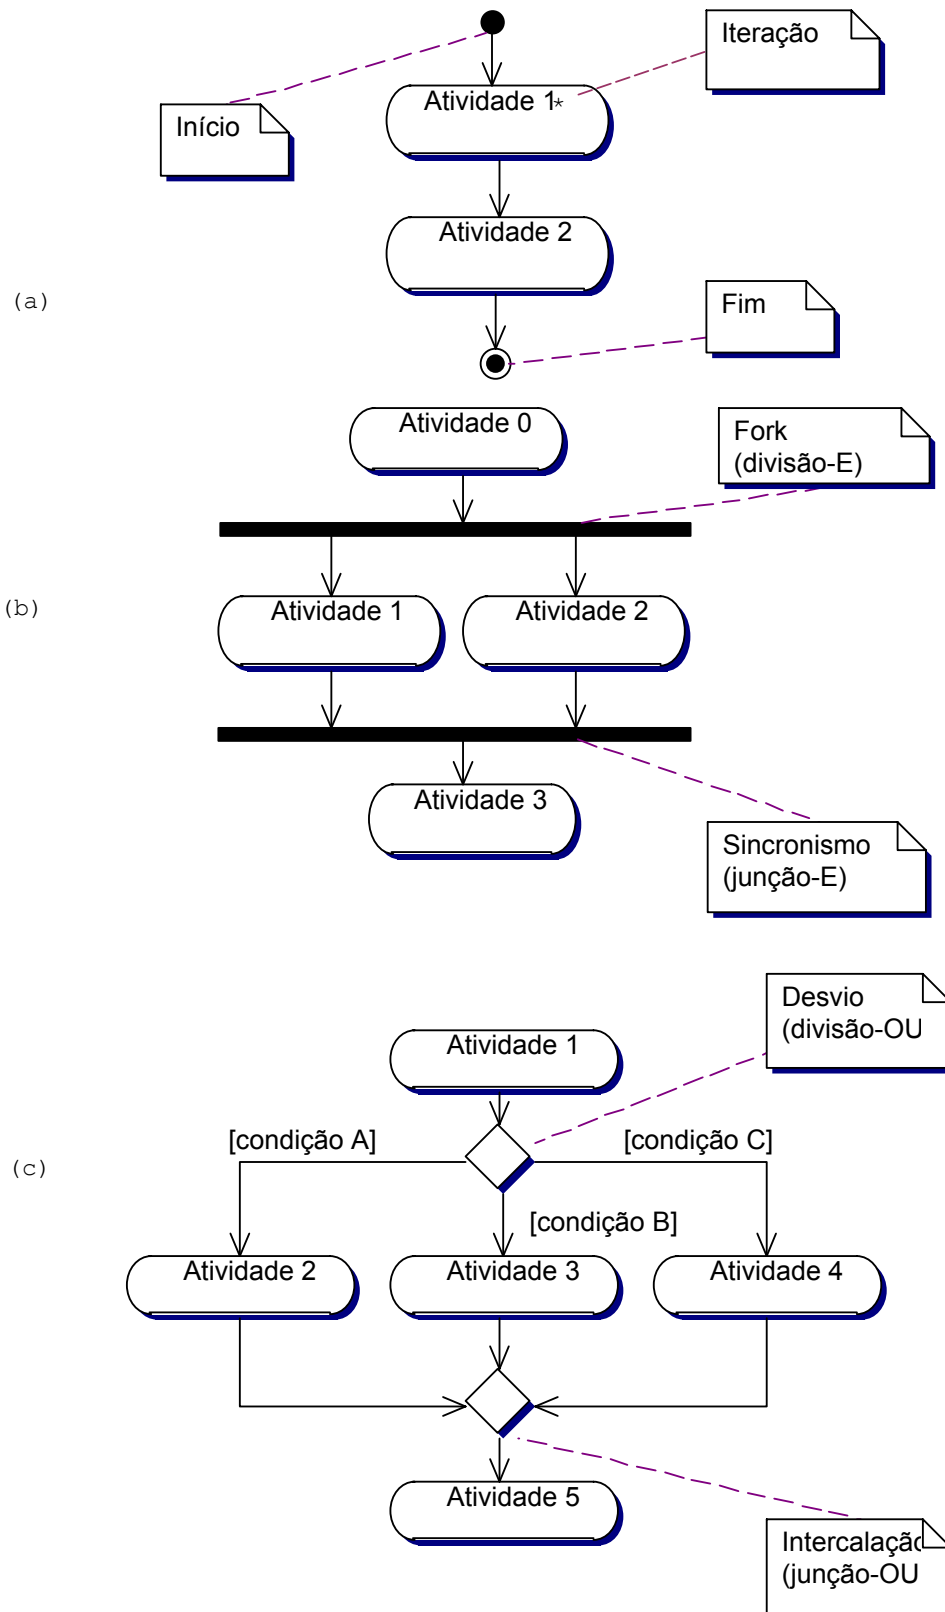 Iteração
Atividade 1*
Início
Atividade 2
(a)
Fim
Atividade 0
Fork
(divisão-E)
(b)
Atividade 1
Atividade 2
Atividade 3
Sincronismo
(junção-E)
Desvio
(divisão-OU
Atividade 1
[condição A]
[condição C]
(c)
[condição B]
Atividade 2
Atividade 3
Atividade 4
Atividade 5
Intercalação
(junção-OU